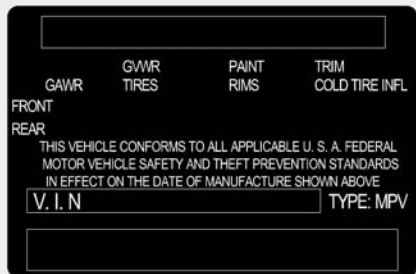 GVWR PAINT TRIM
GAWR TIRES RIMS COLD TIRE INFL
FRONT
REAR
THIS VEHICLE CONFORMS TO ALL APPLICABLE U. S. A. FEDERAL
MOTOR VEHICLE SAFETY AND THEFT PREVENTION STANDARDS
IN EFFECT ON THE DATE OF MANUFACTURE SHOWN ABOVE
V. I. N TYPE: MPV